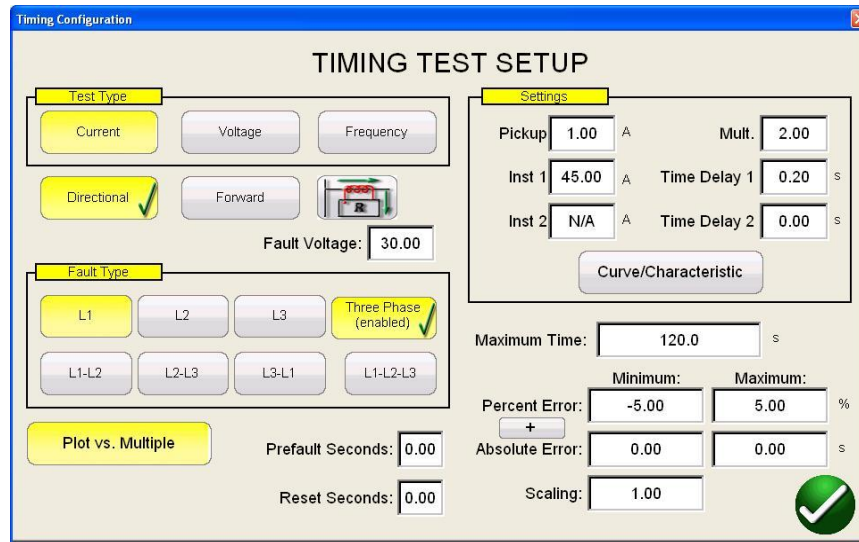 Timing Configuration
TIMING TEST SETUP
Test Type
Current
Voltage
Frequency
Directional
Forward
R
Fault Voltage: 30.00
Fault Type
L1
L2
L3
Three Phase
(enabled)
L1-L2
L2-L3
L3-L1
L1-L2-L3
Plot vs. Multiple
Prefault Seconds: 0.00
Reset Seconds: 0.00
Settings
Pickup 1.00 A Mult. 2.00
Inst 1 45.00 A Time Delay 1 0.20 s
Inst 2 N/A A Time Delay 2 0.00 s
Curve/Characteristic
Maximum Time: 120.0 s
Minimum: Maximum:
Percent Error: -5.00 5.00 %
+
Absolute Error: 0.00 0.00 s
Scaling: 1.00